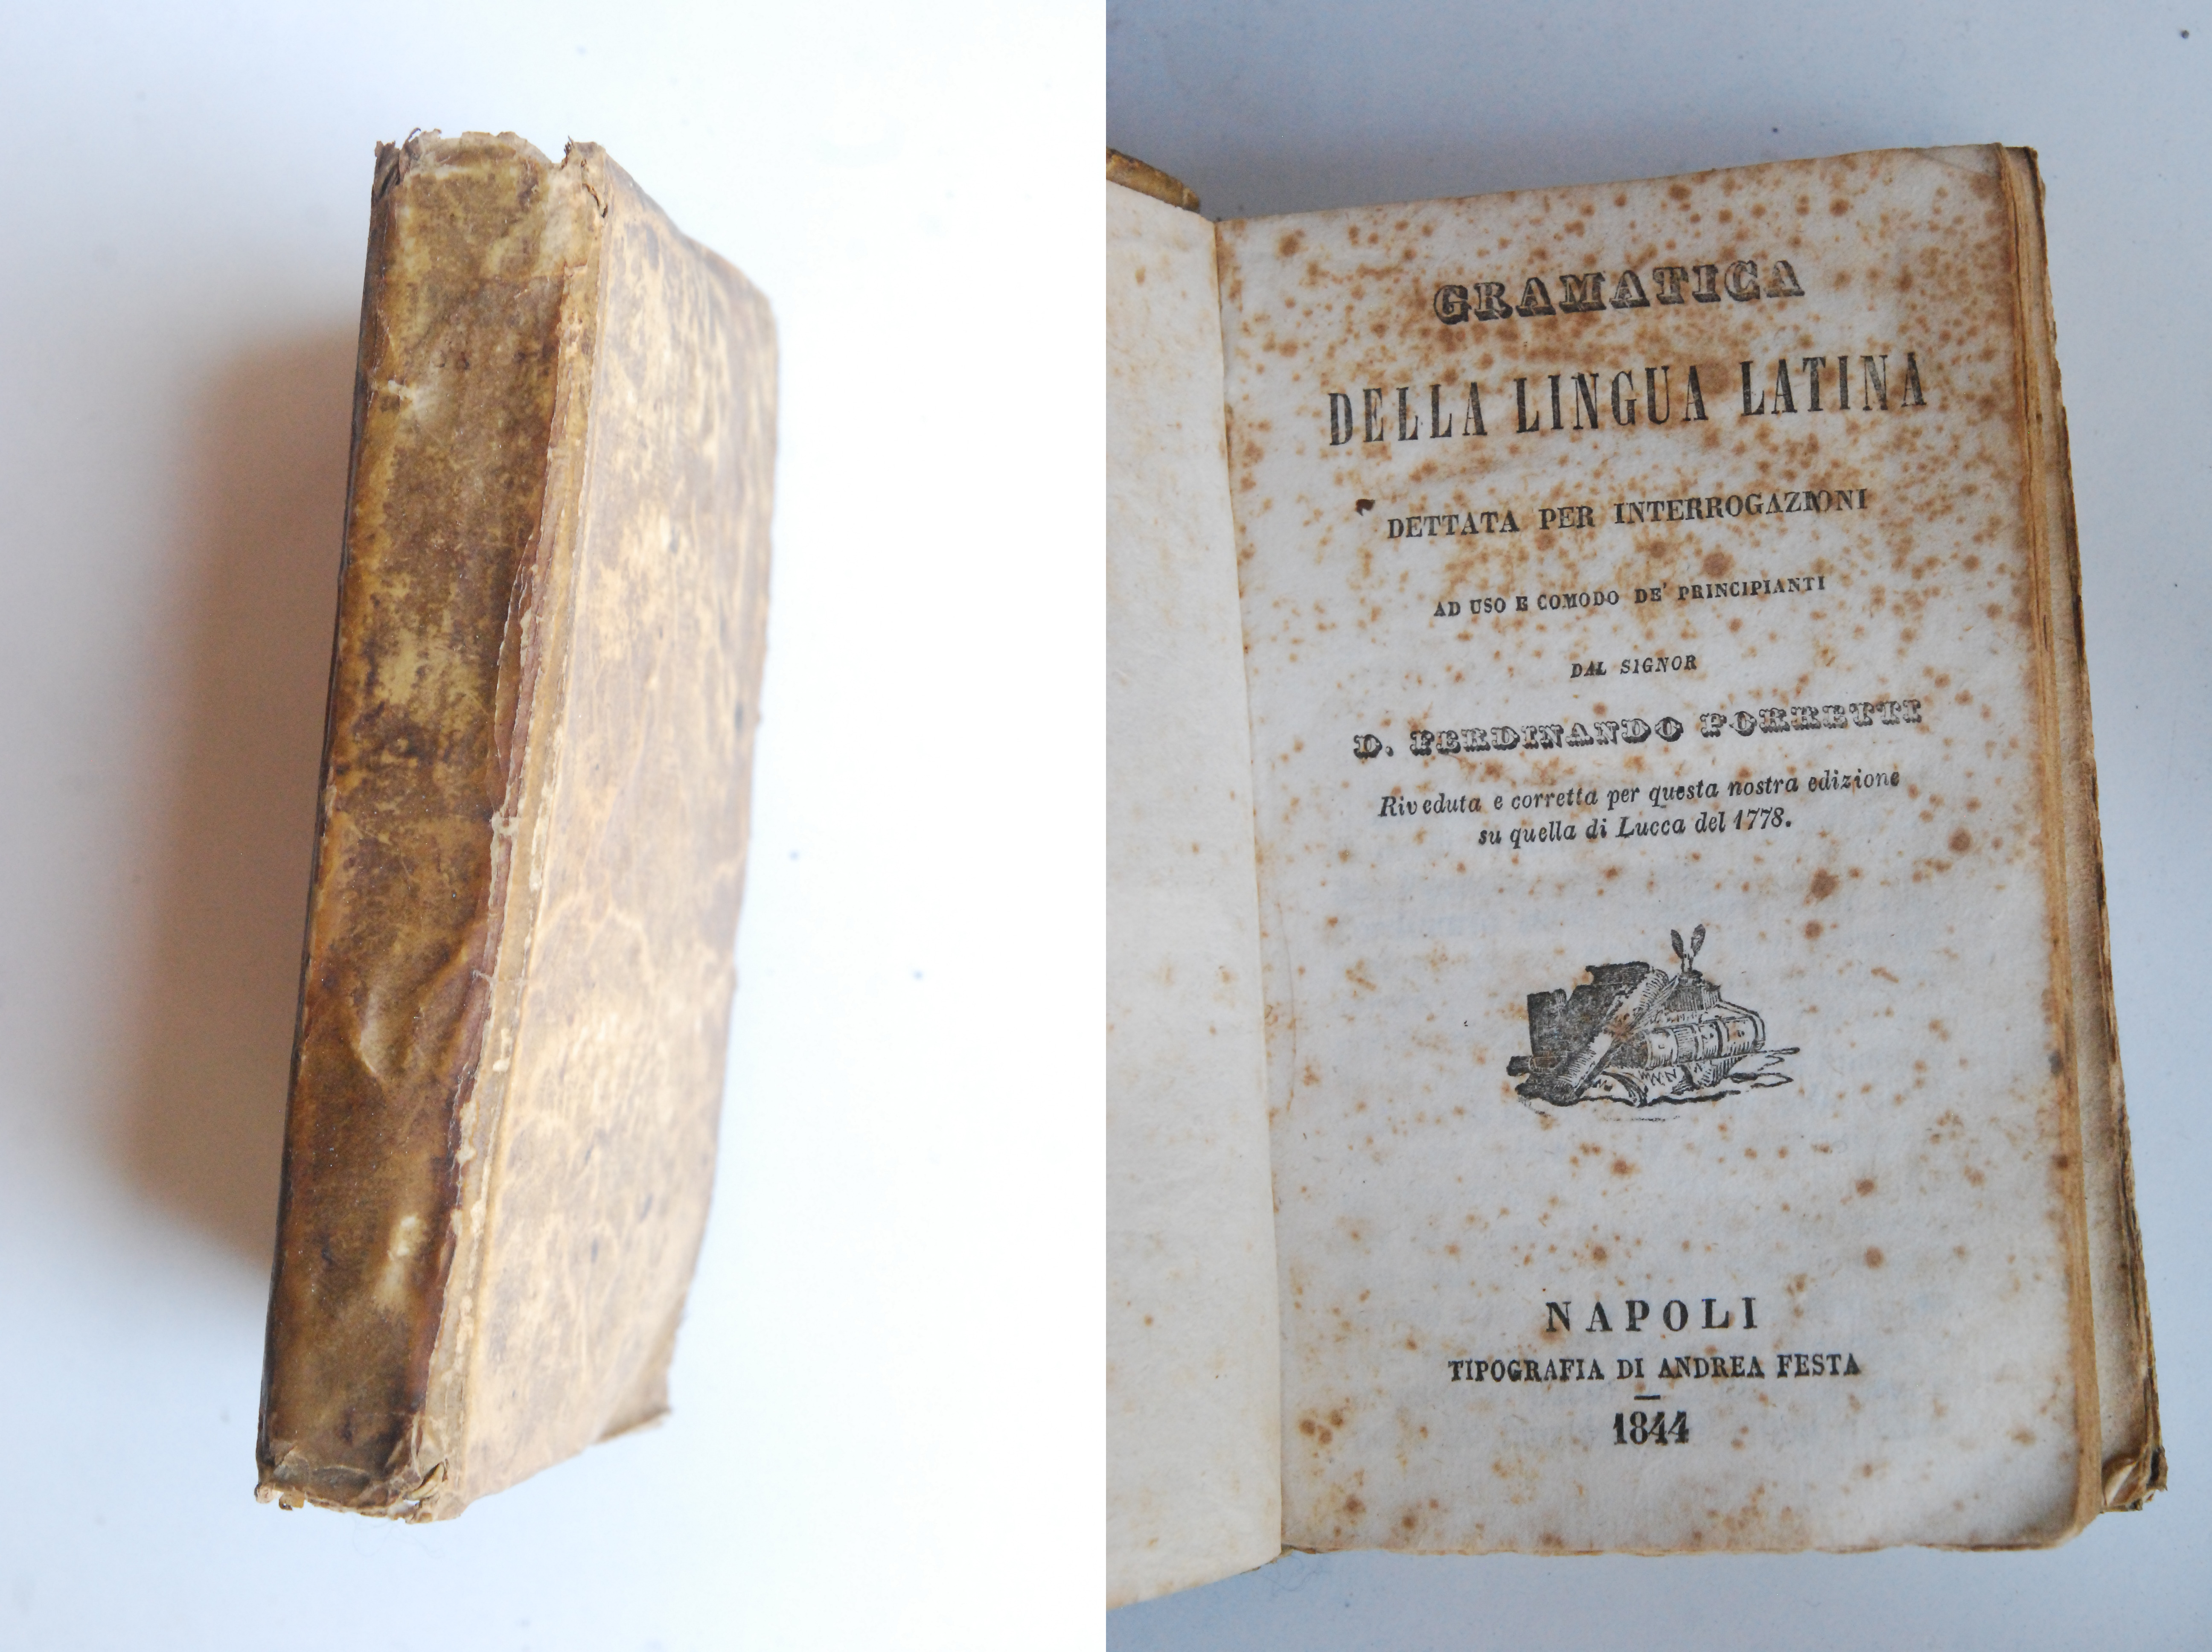 GRAMATICA
DELLA LINGUA LATINA
DETTATA PER INTERROGAZIONI
AD USO E COMODO DE' PRINCIPIANTI
DAL SIGNOR
D. FERDINANDO PORRETTI
Riveduta e corretta per questa nostra edizione
su quella di Lucca del 1778.
NAPOLI
TIPOGRAFIA DI ANDREA FESTA
1844